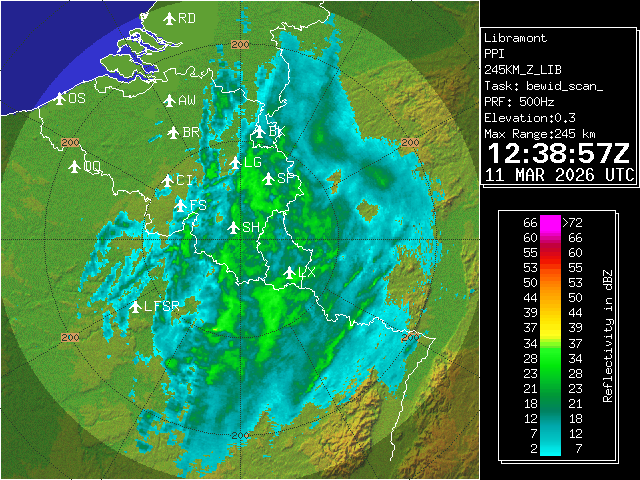 RD
200
OS
AW
BR
BK
200
200
QQ
LG
CI
SP
FS
SH
LX
LFSR
200
200
200
Libramont
PPI
245KM_Z_LIB
Task: bewid_scan_
PRF: 500Hz
Elevation:0.3
Max Range:245 km
12:38:57Z
11 MAR 2026 UTC
66 >72
60 66
55 60
53 55
50 53
44 50
39 44
37 39
34 37
28 34
23 28
21 23
18 21
12 18
7 12
2 7
Reflectivity in dBZ